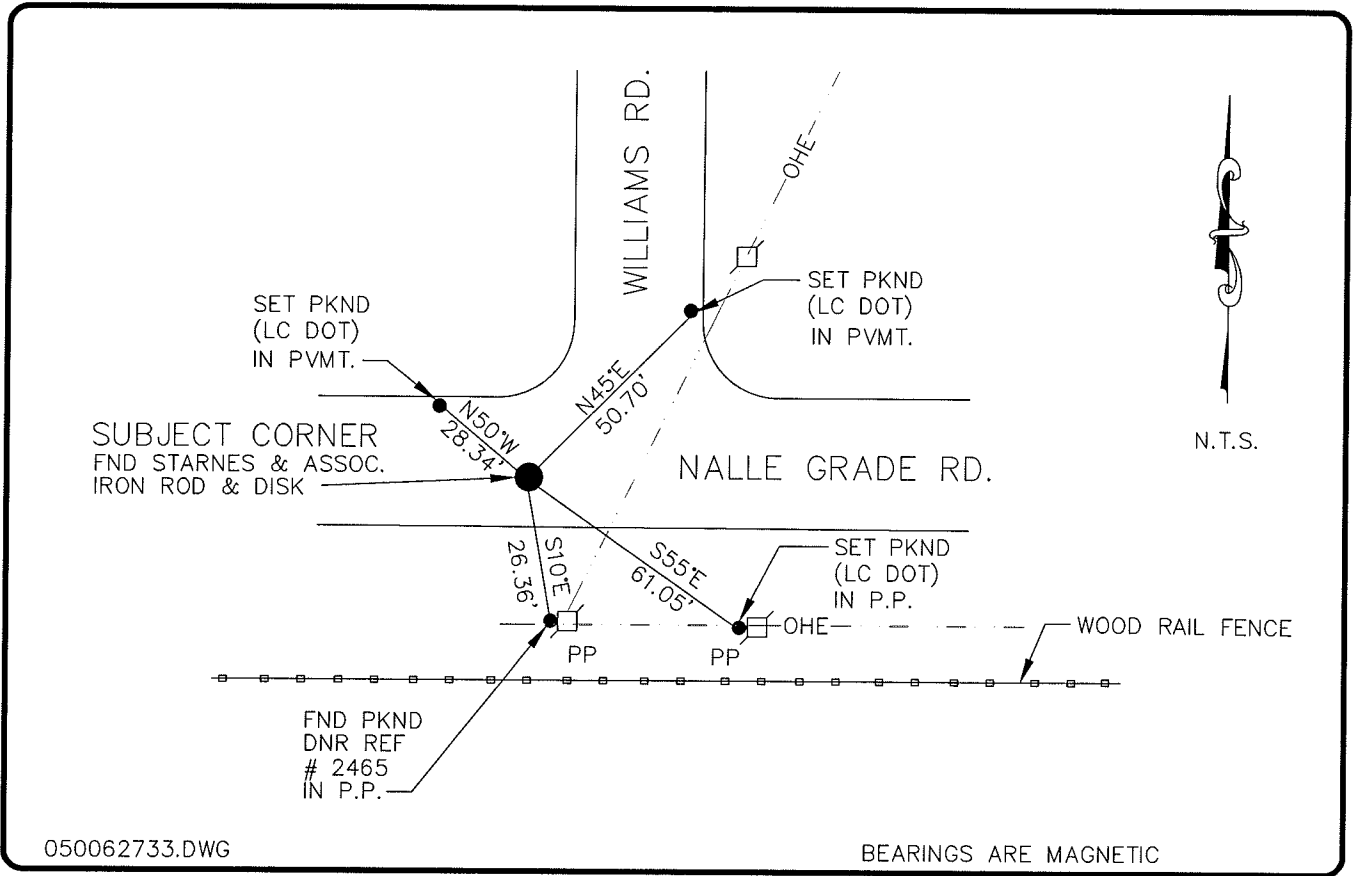 WILLIAMS RD.
OHE
SET PKND
(LC DOT)
IN PVMT.
SET PKND
(LC DOT)
IN PVMT.
N45°E
50.70'
N50°W
28.34'
SUBJECT CORNER
FND STARNES & ASSOC.
IRON ROD & DISK
NALLE GRADE RD.
N.T.S.
S10°E
26.36'
S55°E
61.05'
SET PKND
(LC DOT)
IN P.P.
OHE
WOOD RAIL FENCE
PP
PP
FND PKND
DNR REF
# 2465
IN P.P.
050062733.DWG
BEARINGS ARE MAGNETIC